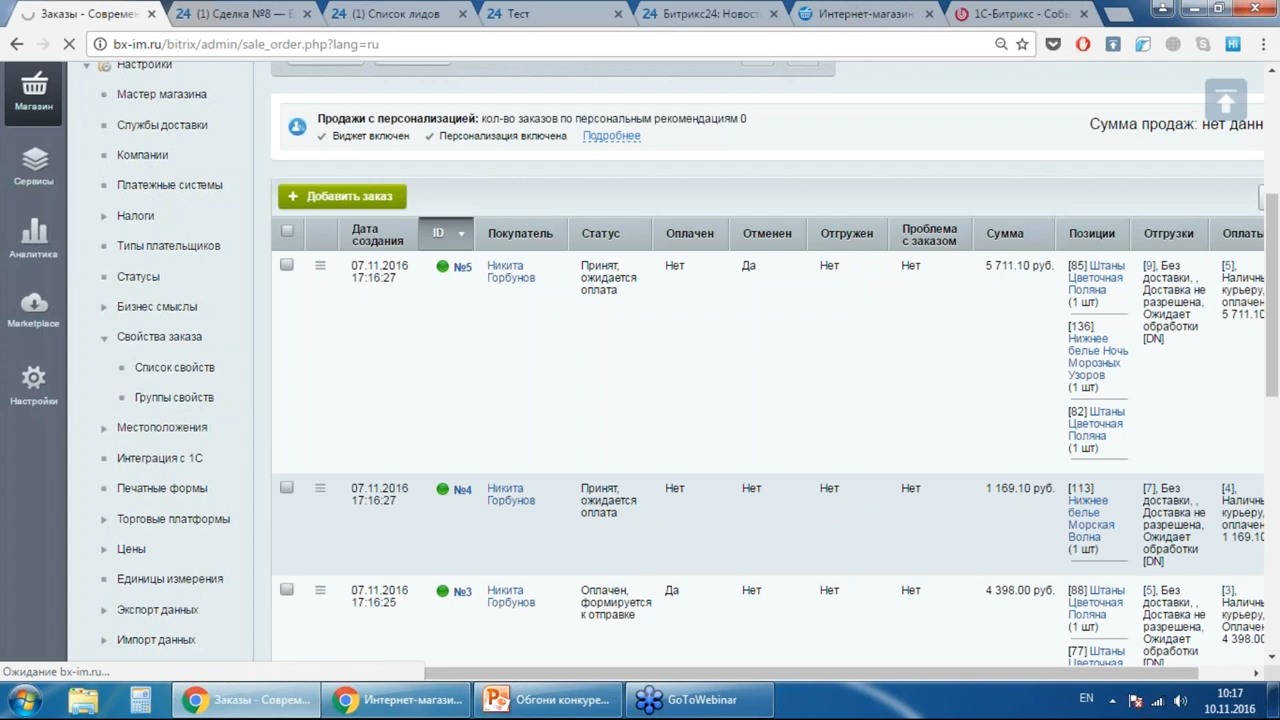 Заказы - Современ
24 (1) Сделка №8 — Б
24 (1) Список лидов
24 Тест
24 Битрикс24: Новост
Интернет-магазин
1С-Битрикс - Собы
bx-im.ru/bitrix/admin/sale_order.php?lang=ru
Hi
Магазин
Сервисы
Аналитика
Marketplace
Настройки
Настройки
Мастер магазина
Службы доставки
Компании
Платежные системы
Налоги
Типы плательщиков
Статусы
Бизнес смыслы
Свойства заказа
Список свойств
Группы свойств
Местоположения
Интеграция с 1С
Печатные формы
Торговые платформы
Цены
Единицы измерения
Экспорт данных
Импорт данных
Продажи с персонализацией: кол-во заказов по персональным рекомендациям 0
Виджет включен Персонализация включена Подробнее
Сумма продаж: нет данн
+ Добавить заказ
Дата создания ID Покупатель Статус Оплачен Отменен Отгружен Проблема с заказом Сумма Позиции Отгрузки Оплаты
07.11.2016
17:16:27
№5
Никита
Горбунов
Принят,
ожидается
оплата
Нет
Да
Нет
Нет
5 711.10 руб.
[85] Штаны
Цветочная
Поляна
(1 шт)
[136]
Нижнее
белье Ночь
Морозных
Узоров
(1 шт)
[82] Штаны
Цветочная
Поляна
(1 шт)
[9], Без
доставки, ,
Доставка не
разрешена,
Ожидает
обработки
[DN]
[5],
Наличны
курьеру,
оплачен
5 711.10
07.11.2016
17:16:27
№4
Никита
Горбунов
Принят,
ожидается
оплата
Нет
Нет
Нет
Нет
1 169.10 руб.
[113]
Нижнее
белье
Морская
Волна
(1 шт)
[7], Без
доставки, ,
Доставка не
разрешена,
Ожидает
обработки
[DN]
[4],
Наличны
курьеру,
оплачен
1 169.10
07.11.2016
17:16:25
№3
Никита
Горбунов
Оплачен,
формируется
к отправке
Да
Нет
Нет
Нет
4 398.00 руб.
[88] Штаны
Цветочная
Поляна
(1 шт)
[77] Штаны
Цветочная
[5], Без
доставки, ,
Доставка не
разрешена,
Ожидает
обработки
[DN]
[3],
Наличны
курьеру,
Оплачен
4 398.00
Ожидание bx-im.ru...
Заказы - Соврем...
Интернет-магази...
Обгони конкуре...
GoToWebinar
EN
10:17
10.11.2016